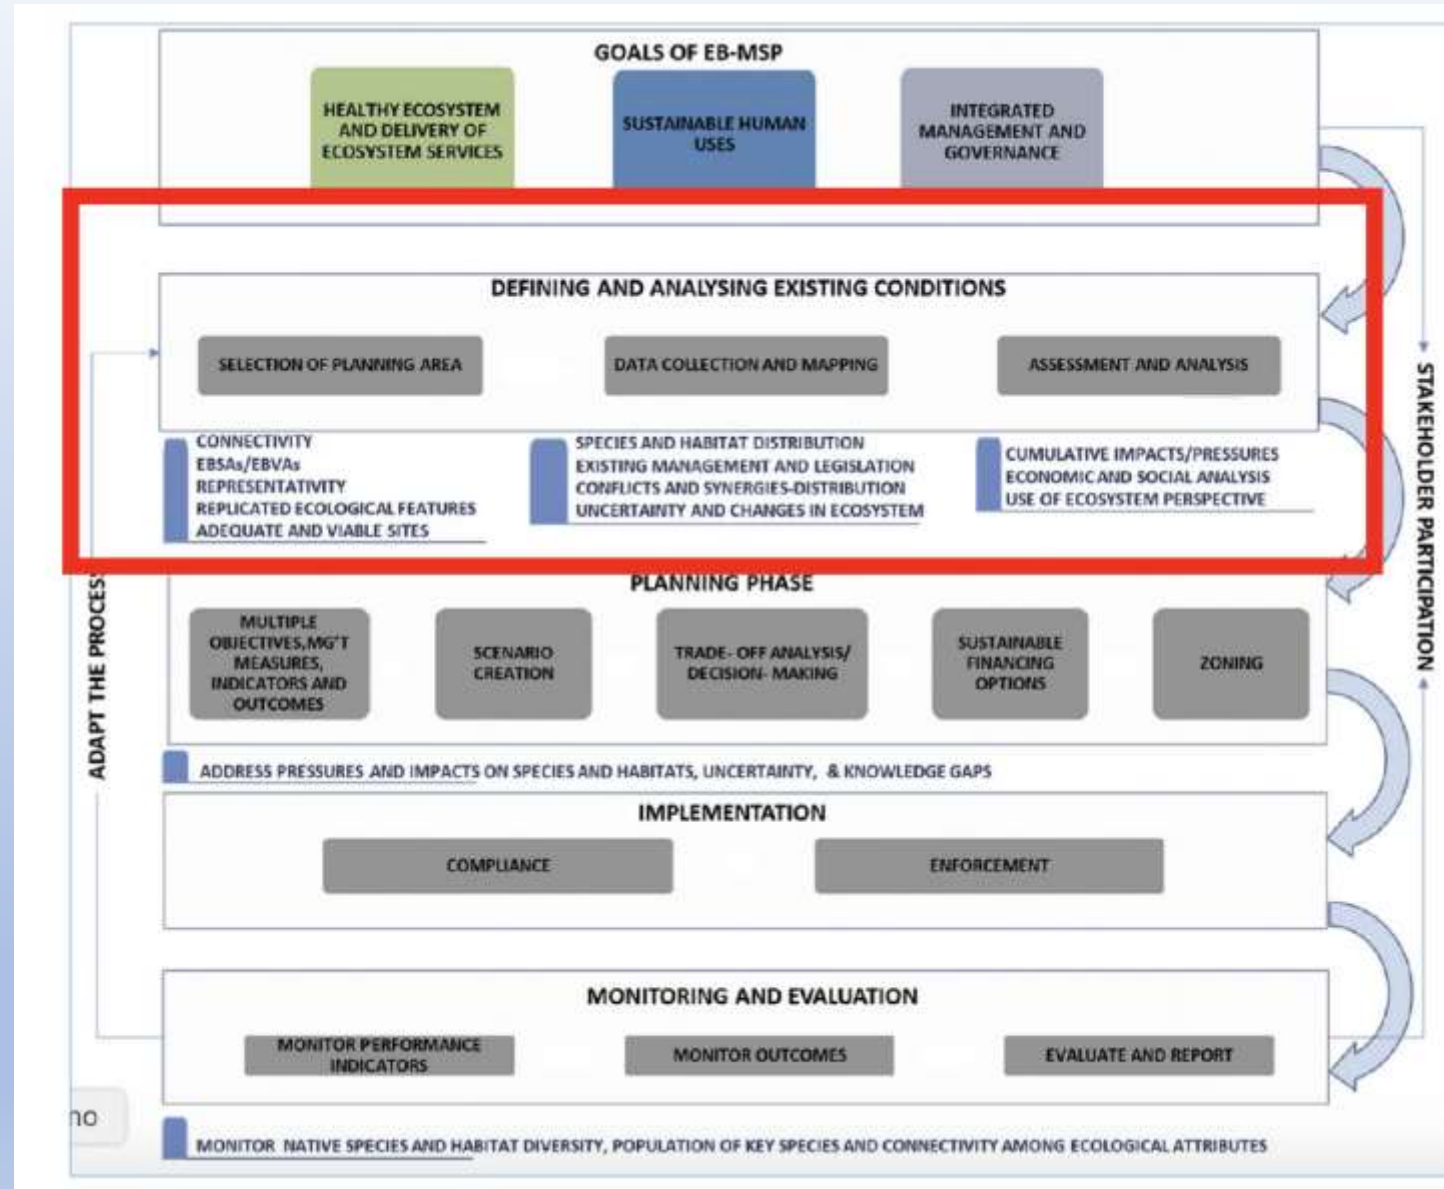 GOALS OF EB-MSP
HEALTHY ECOSYSTEM
AND DELIVERY OF
ECOSYSTEM SERVICES
SUSTAINABLE HUMAN
USES
INTEGRATED
MANAGEMENT AND
GOVERNANCE
DEFINING AND ANALYSING EXISTING CONDITIONS
SELECTION OF PLANNING AREA
DATA COLLECTION AND MAPPING
ASSESSMENT AND ANALYSIS
CONNECTIVITY
EBSAs/EBVAs
REPRESENTATIVITY
REPLICATED ECOLOGICAL FEATURES
ADEQUATE AND VIABLE SITES
SPECIES AND HABITAT DISTRIBUTION
EXISTING MANAGEMENT AND LEGISLATION
CONFLICTS AND SYNERGIES-DISTRIBUTION
UNCERTAINTY AND CHANGES IN ECOSYSTEM
CUMULATIVE IMPACTS/PRESSURES
ECONOMIC AND SOCIAL ANALYSIS
USE OF ECOSYSTEM PERSPECTIVE
PLANNING PHASE
MULTIPLE
OBJECTIVES,MG'T
MEASURES,
INDICATORS AND
OUTCOMES
SCENARIO
CREATION
TRADE- OFF ANALYSIS/
DECISION- MAKING
SUSTAINABLE
FINANCING
OPTIONS
ZONING
ADDRESS PRESSURES AND IMPACTS ON SPECIES AND HABITATS, UNCERTAINTY, & KNOWLEDGE GAPS
IMPLEMENTATION
COMPLIANCE
ENFORCEMENT
MONITORING AND EVALUATION
MONITOR PERFORMANCE
INDICATORS
MONITOR OUTCOMES
EVALUATE AND REPORT
MONITOR NATIVE SPECIES AND HABITAT DIVERSITY, POPULATION OF KEY SPECIES AND CONNECTIVITY AMONG ECOLOGICAL ATTRIBUTES
ADAPT THE PROCESS
STAKEHOLDER PARTICIPATION